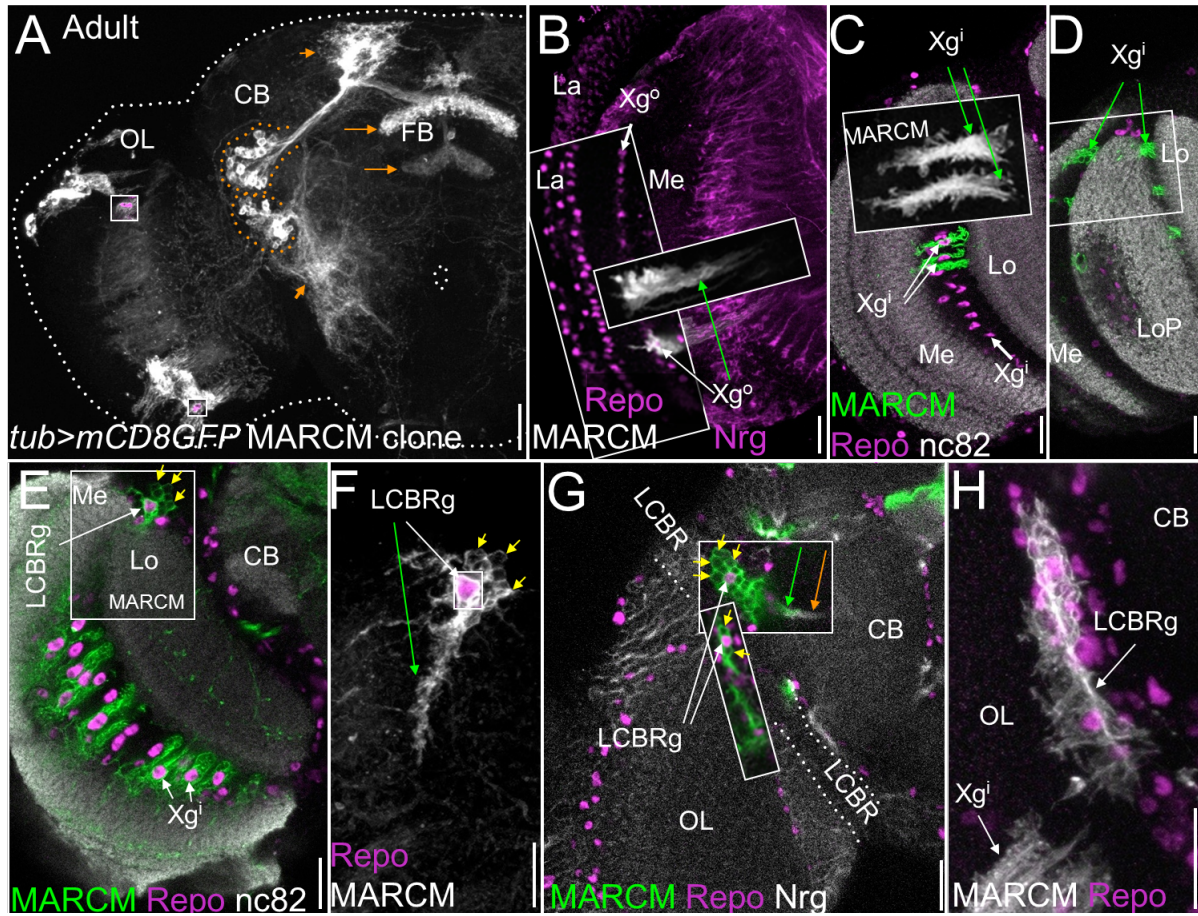 A Adult
CB
OL
FB
tub>mCD8GFP MARCM clone
B
La
Xgᵒ
La
Me
Repo
Xgᵒ
MARCM
Nrg
C
Xgⁱ
MARCM
Lo
Xgⁱ
Me
Xgⁱ
MARCM
Repo nc82
D
Xgⁱ
Lo
LoP
Me
E
Me
LCBRg
Lo
CB
MARCM
Xgⁱ
MARCM Repo nc82
F
LCBRg
Repo
MARCM
G
LCBR
CB
LCBRg
LCBR
OL
MARCM Repo Nrg
H
CB
LCBRg
OL
Xgⁱ
MARCM Repo